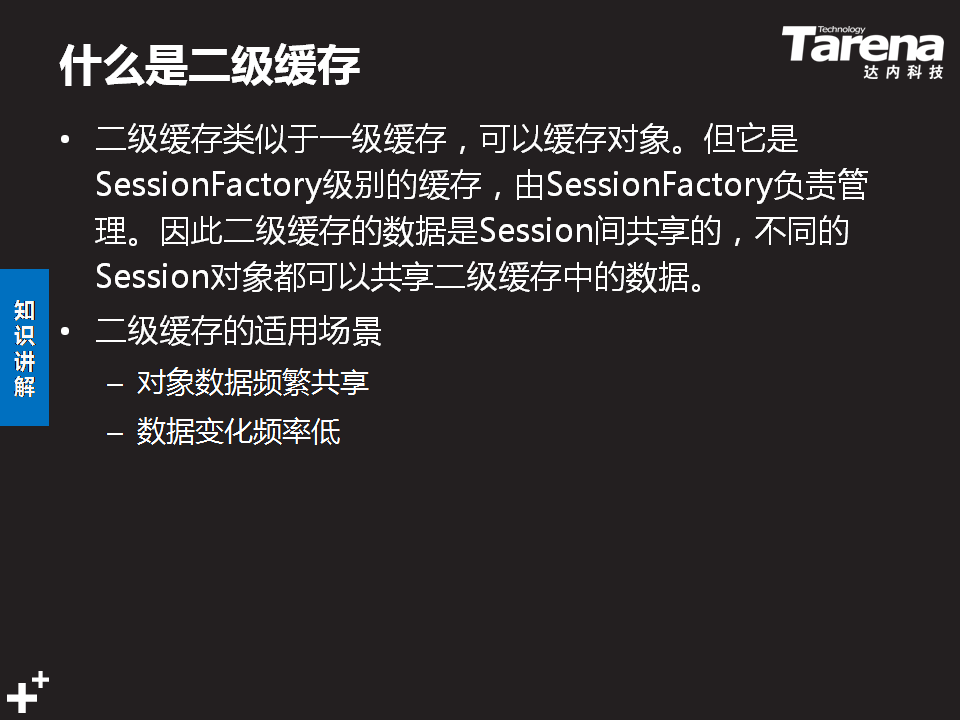 什么是二级缓存
Technology
Tarena
达内科技
• 二级缓存类似于一级缓存，可以缓存对象。但它是
SessionFactory级别的缓存，由SessionFactory负责管
理。因此二级缓存的数据是Session间共享的，不同的
Session对象都可以共享二级缓存中的数据。
知识讲解
• 二级缓存的适用场景
– 对象数据频繁共享
– 数据变化频率低